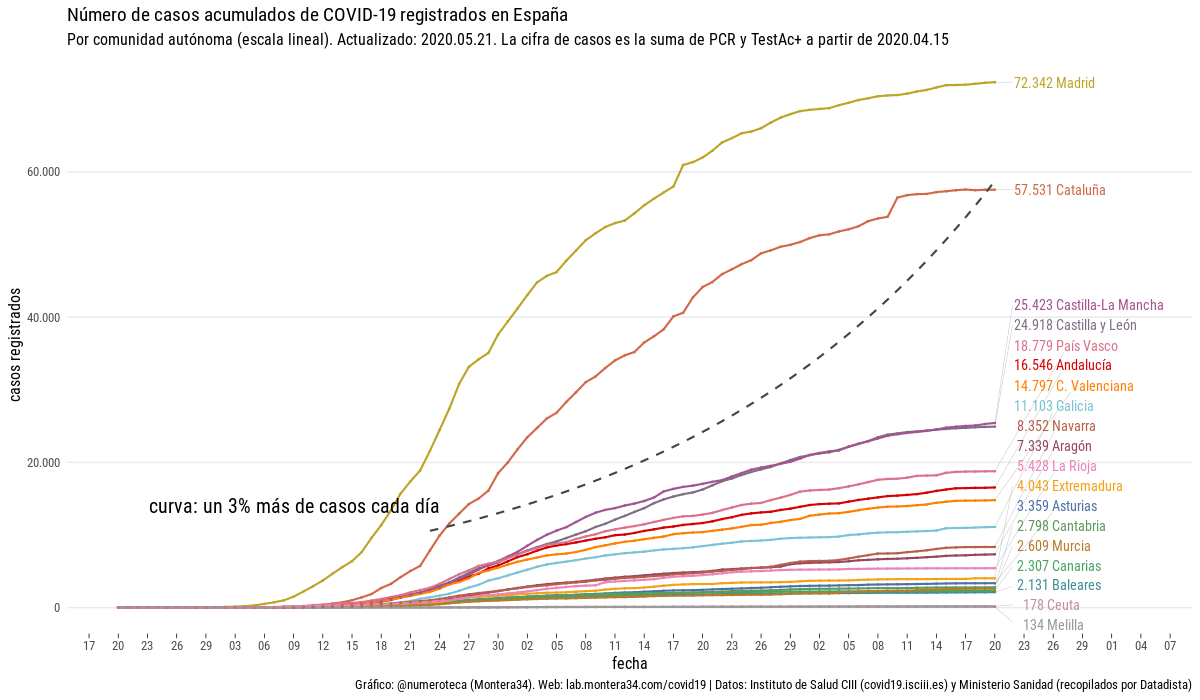 Número de casos acumulados de COVID-19 registrados en España
Por comunidad autónoma (escala lineal). Actualizado: 2020.05.21. La cifra de casos es la suma de PCR y TestAc+ a partir de 2020.04.15
72.342 Madrid
60.000
57.531 Cataluña
casos registrados
25.423 Castilla-La Mancha
40.000
24.918 Castilla y León
18.779 País Vasco
16.546 Andalucía
14.797 C. Valenciana
11.103 Galicia
8.352 Navarra
7.339 Aragón
20.000
5.428 La Rioja
4.043 Extremadura
curva: un 3% más de casos cada día
3.359 Asturias
2.798 Cantabria
2.609 Murcia
2.307 Canarias
2.131 Baleares
0
178 Ceuta
134 Melilla
17 20 23 26 29 03 06 09 12 15 18 21 24 27 30 02 05 08 11 14 17 20 23 26 29 02 05 08 11 14 17 20 23 26 29 01 04 07
fecha
Gráfico: @numeroteca (Montera34). Web: lab.montera34.com/covid19 | Datos: Instituto de Salud CIII (covid19.isciii.es) y Ministerio Sanidad (recopilados por Datadista)